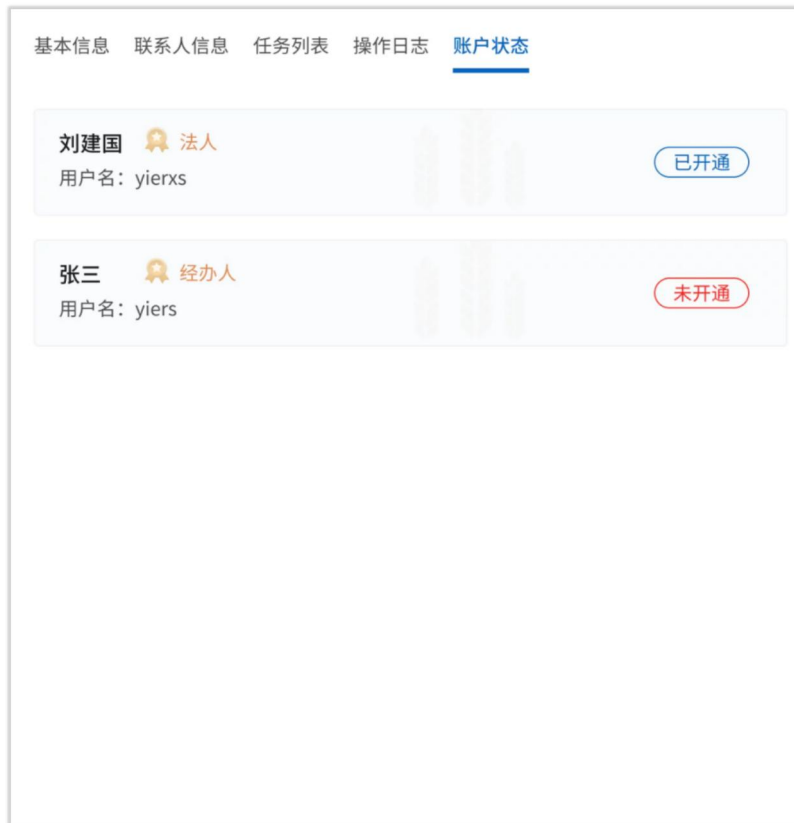 基本信息 联系人信息 任务列表 操作日志 账户状态
刘建国 法人
用户名：yierxs
已开通
张三 经办人
用户名：yiers
未开通